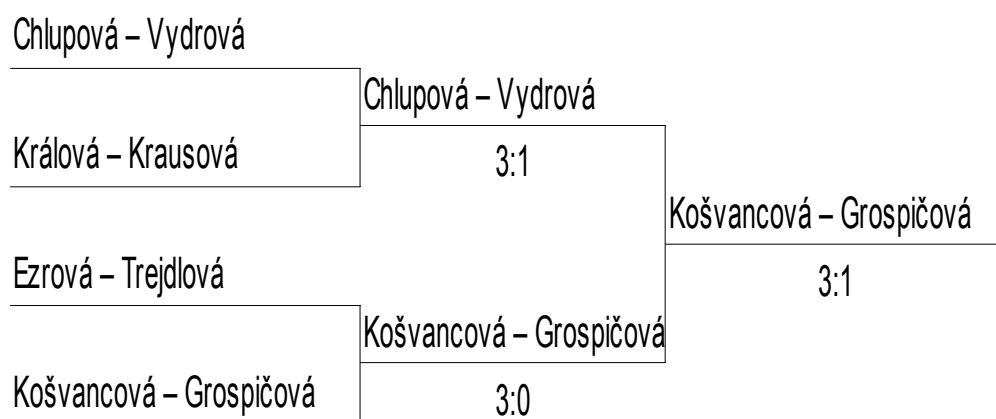 Chlupová – Vydrová
Chlupová – Vydrová
Králová – Krausová
3:1
Košvancová – Grospičová
Ezrová – Trejdlová
3:1
Košvancová – Grospičová
Košvancová – Grospičová
3:0